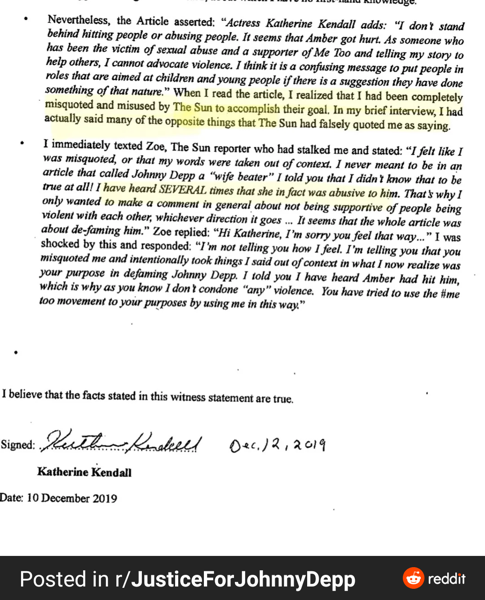 • Nevertheless, the Article asserted: "Actress Katherine Kendall adds: "I don't stand
behind hitting people or abusing people. It seems that Amber got hurt. As someone who
has been the victim of sexual abuse and a supporter of Me Too and telling my story to
help others, I cannot advocate violence. I think it is a confusing message to put people in
roles that are aimed at children and young people if there is a suggestion they have done
something of that nature." When I read the article, I realized that I had been completely
misquoted and misused by The Sun to accomplish their goal. In my brief interview, I had
actually said many of the opposite things that The Sun had falsely quoted me as saying.
• I immediately texted Zoe, The Sun reporter who had stalked me and stated: "I felt like I
was misquoted, or that my words were taken out of context. I never meant to be in an
article that called Johnny Depp a "wife beater" I told you that I didn't know that to be
true at all! I have heard SEVERAL times that she in fact was abusive to him. That's why I
only wanted to make a comment in general about not being supportive of people being
violent with each other, whichever direction it goes ... It seems that the whole article was
about de-faming him." Zoe replied: "Hi Katherine, I'm sorry you feel that way..." I was
shocked by this and responded: "I'm not telling you how I feel. I'm telling you that you
misquoted me and intentionally took things I said out of context in what I now realize was
your purpose in defaming Johnny Depp. I told you I have heard Amber had hit him,
which is why as you know I don't condone "any" violence. You have tried to use the #me
too movement to your purposes by using me in this way."
•
I believe that the facts stated in this witness statement are true.
Signed: Katherine Kendall Dec, 12, 2019
Katherine Kendall
Date: 10 December 2019
Posted in r/JusticeForJohnnyDepp reddit